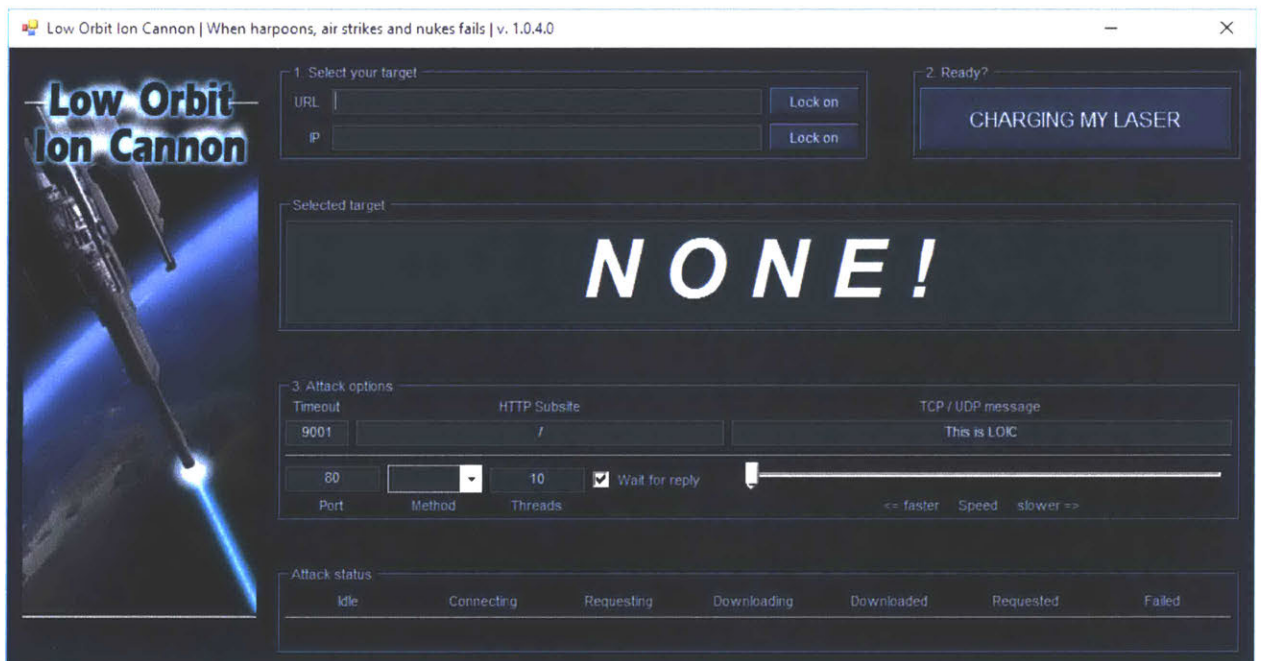 Low Orbit Ion Cannon | When harpoons, air strikes and nukes fails | v. 1.0.4.0
Low Orbit
Ion Cannon
1. Select your target
URL
Lock on
IP
Lock on
2. Ready?
CHARGING MY LASER
Selected target
NONE!
3. Attack options
Timeout HTTP Subsite TCP / UDP message
9001 / This is LOIC
80 10 Wait for reply
Port Method Threads <= faster Speed slower =>
Attack status
Idle Connecting Requesting Downloading Downloaded Requested Failed